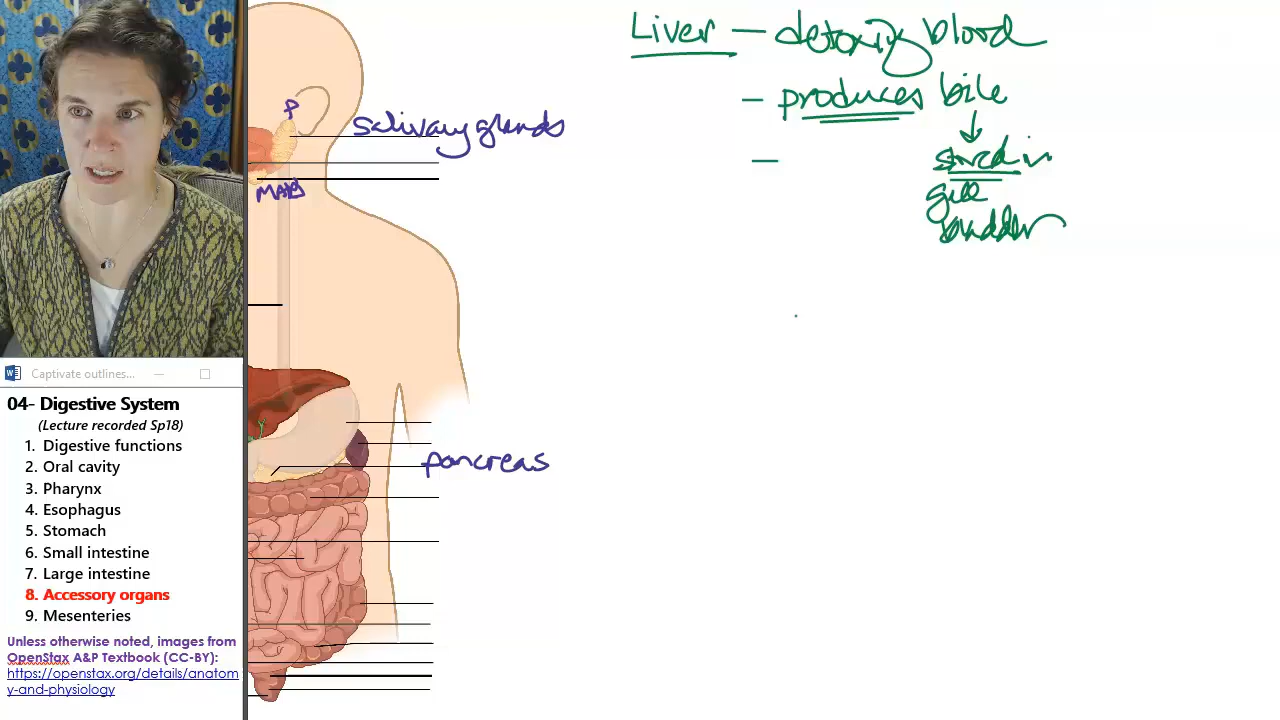 Liver — detoxify blood
— produces bile
↓
— stored in
gall
bladder
P
salivary glands
pancreas
Captivate outlines...
04- Digestive System
(Lecture recorded Sp18)
1. Digestive functions
2. Oral cavity
3. Pharynx
4. Esophagus
5. Stomach
6. Small intestine
7. Large intestine
8. Accessory organs
9. Mesenteries
Unless otherwise noted, images from
OpenStax A&P Textbook (CC-BY):
https://openstax.org/details/anatom
y-and-physiology